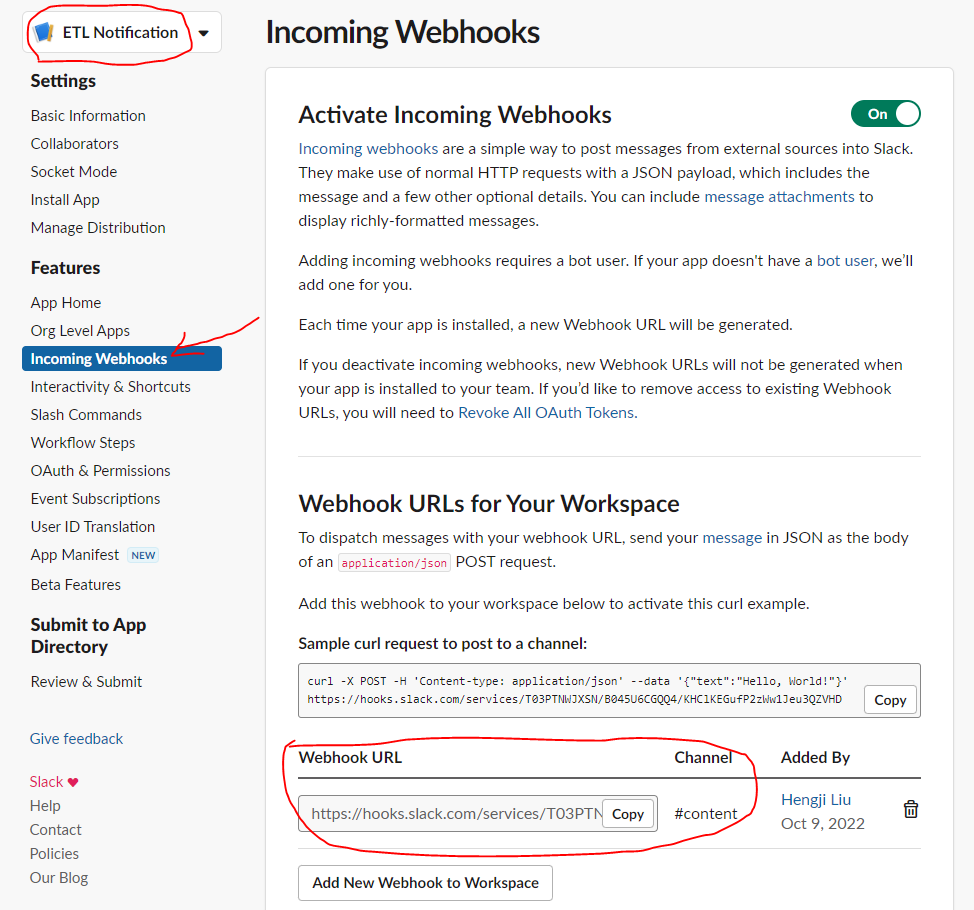 ETL Notification
Settings
Basic Information
Collaborators
Socket Mode
Install App
Manage Distribution
Features
App Home
Org Level Apps
Incoming Webhooks
Interactivity & Shortcuts
Slash Commands
Workflow Steps
OAuth & Permissions
Event Subscriptions
User ID Translation
App Manifest NEW
Beta Features
Submit to App
Directory
Review & Submit
Give feedback
Slack ♥
Help
Contact
Policies
Our Blog
Incoming Webhooks
Activate Incoming Webhooks
On
Incoming webhooks are a simple way to post messages from external sources into Slack.
They make use of normal HTTP requests with a JSON payload, which includes the
message and a few other optional details. You can include message attachments to
display richly-formatted messages.
Adding incoming webhooks requires a bot user. If your app doesn't have a bot user, we'll
add one for you.
Each time your app is installed, a new Webhook URL will be generated.
If you deactivate incoming webhooks, new Webhook URLs will not be generated when
your app is installed to your team. If you'd like to remove access to existing Webhook
URLs, you will need to Revoke All OAuth Tokens.
Webhook URLs for Your Workspace
To dispatch messages with your webhook URL, send your message in JSON as the body
of an application/json POST request.
Add this webhook to your workspace below to activate this curl example.
Sample curl request to post to a channel:
curl -X POST -H 'Content-type: application/json' --data '{"text":"Hello, World!"}'
https://hooks.slack.com/services/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
Copy
Webhook URL Channel Added By
https://hooks.slack.com/services/T03PTN Copy #content Hengji Liu
Oct 9, 2022
Add New Webhook to Workspace